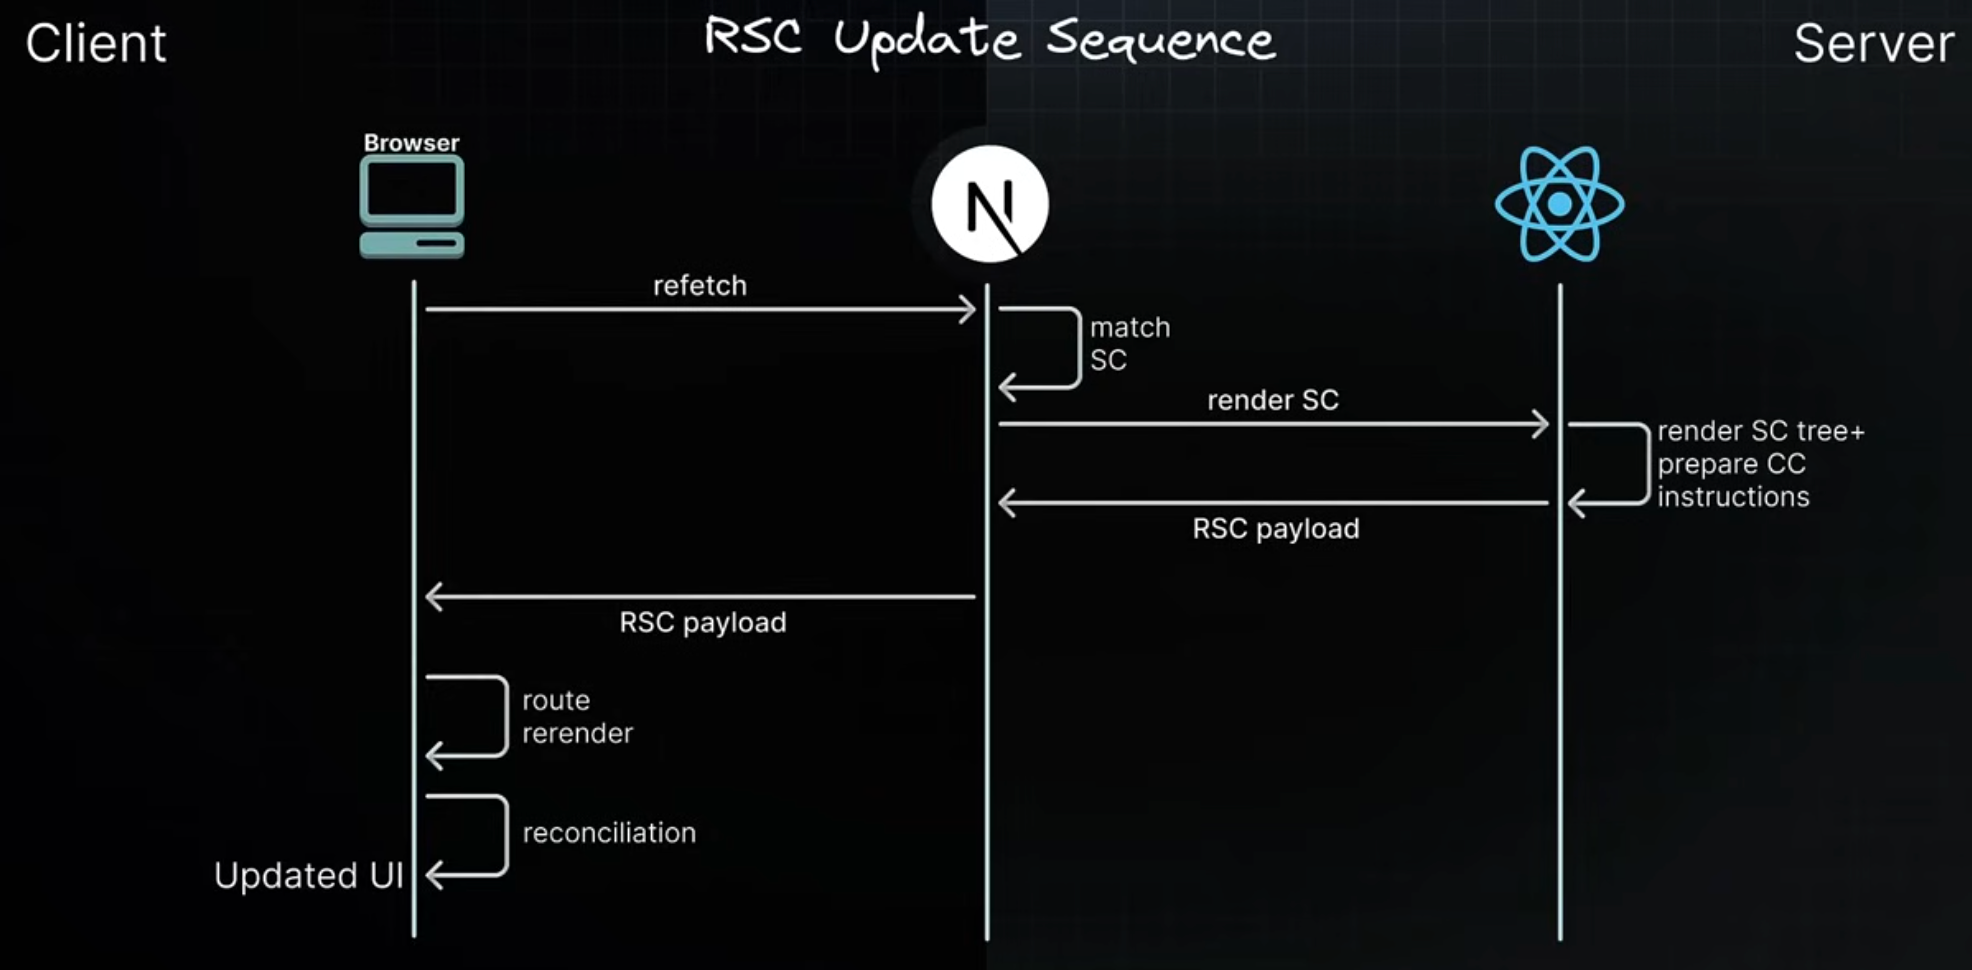 Client
RSC Update Sequence
Server
Browser
refetch
match
SC
render SC
render SC tree+
prepare CC
instructions
RSC payload
RSC payload
route
rerender
reconciliation
Updated UI